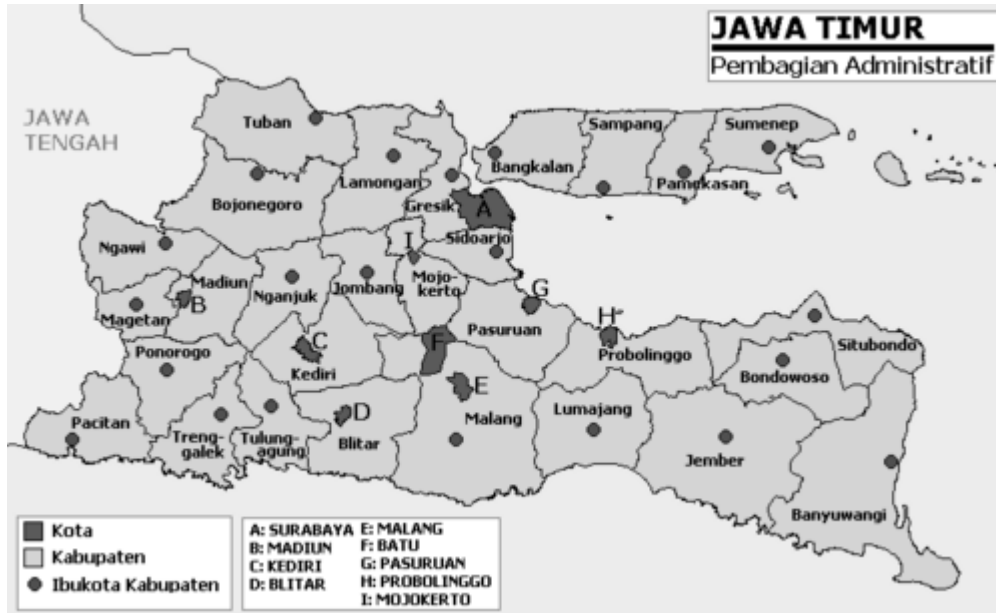 JAWA TIMUR
Pembagian Administratif
JAWA
TENGAH
Tuban
Lamongan
Bojonegoro
Gresik
A
Bangkalan
Sampang
Pamekasan
Sumenep
Ngawi
I
Sidoarjo
Madiun
B
Magetan
Nganjuk
Jombang
Mojo-
kerto
G
Pasuruan
H
Probolinggo
Situbondo
Bondowoso
Ponorogo
C
Kediri
F
E
Malang
D
Blitar
Lumajang
Jember
Banyuwangi
Pacitan
Treng-
galek
Tulung-
agung
Kota
Kabupaten
Ibukota Kabupaten
A: SURABAYA
B: MADIUN
C: KEDIRI
D: BLITAR
E: MALANG
F: BATU
G: PASURUAN
H: PROBOLINGGO
I: MOJOKERTO